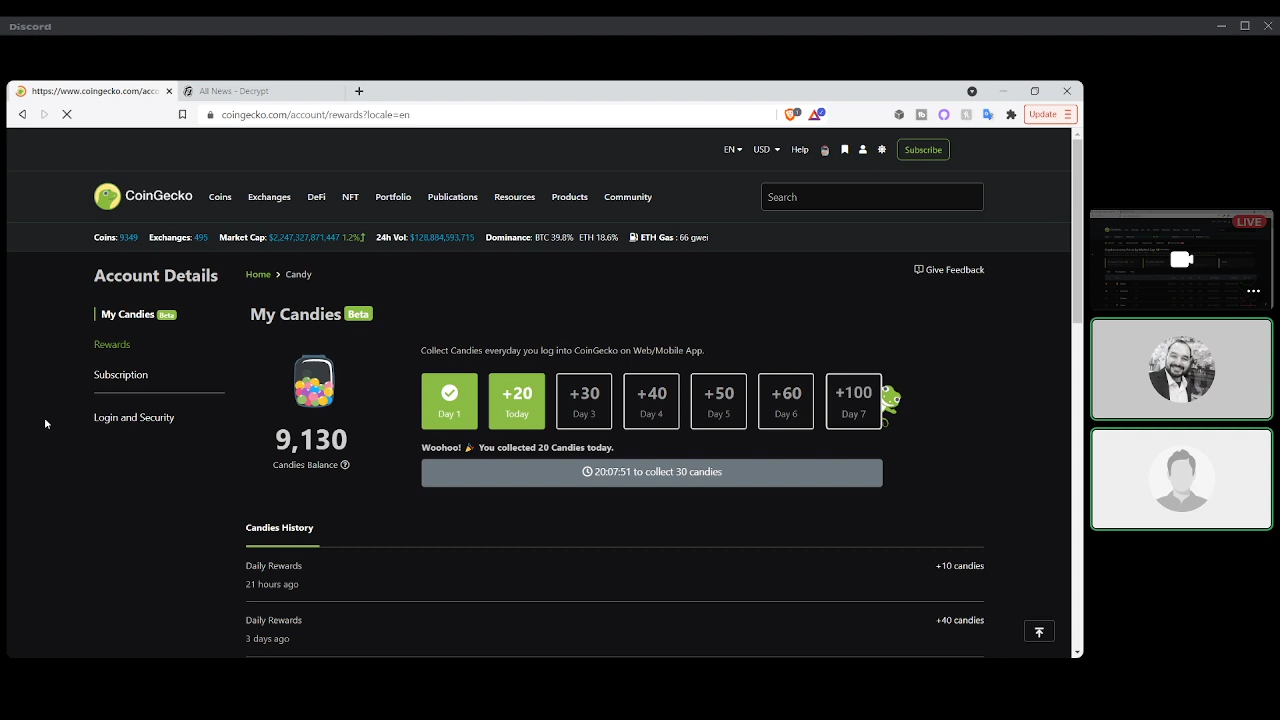 Discord
https://www.coingecko.com/acco
All News - Decrypt
coingecko.com/account/rewards?locale=en
Update
EN USD Help Subscribe
CoinGecko Coins Exchanges DeFi NFT Portfolio Publications Resources Products Community Search
Coins: 9349 Exchanges: 495 Market Cap: $2,247,327,871,447 1.2% 24h Vol: $128,884,593,715 Dominance: BTC 39.8% ETH 18.6% ETH Gas: 66 gwei
LIVE
Account Details
Home > Candy
Give Feedback
My Candies Beta
Rewards
Subscription
Login and Security
My Candies Beta
9,130
Candies Balance
Collect Candies everyday you log into CoinGecko on Web/Mobile App.
+20 +30 +40 +50 +60 +100
Day 1 Today Day 3 Day 4 Day 5 Day 6 Day 7
Woohoo! 🎉 You collected 20 Candies today.
20:07:51 to collect 30 candies
Candies History
Daily Rewards +10 candies
21 hours ago
Daily Rewards +40 candies
3 days ago